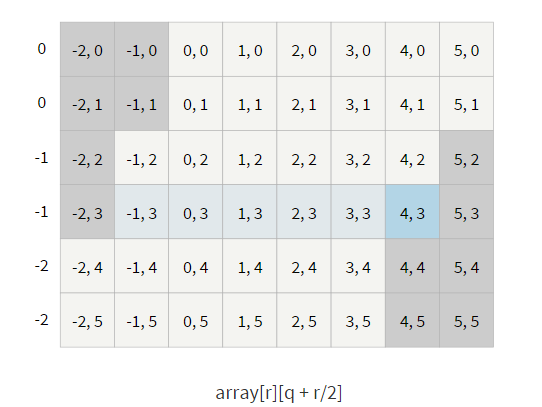 0 -2, 0 -1, 0 0, 0 1, 0 2, 0 3, 0 4, 0 5, 0
0 -2, 1 -1, 1 0, 1 1, 1 2, 1 3, 1 4, 1 5, 1
-1 -2, 2 -1, 2 0, 2 1, 2 2, 2 3, 2 4, 2 5, 2
-1 -2, 3 -1, 3 0, 3 1, 3 2, 3 3, 3 4, 3 5, 3
-2 -2, 4 -1, 4 0, 4 1, 4 2, 4 3, 4 4, 4 5, 4
-2 -2, 5 -1, 5 0, 5 1, 5 2, 5 3, 5 4, 5 5, 5
array[r][q + r/2]